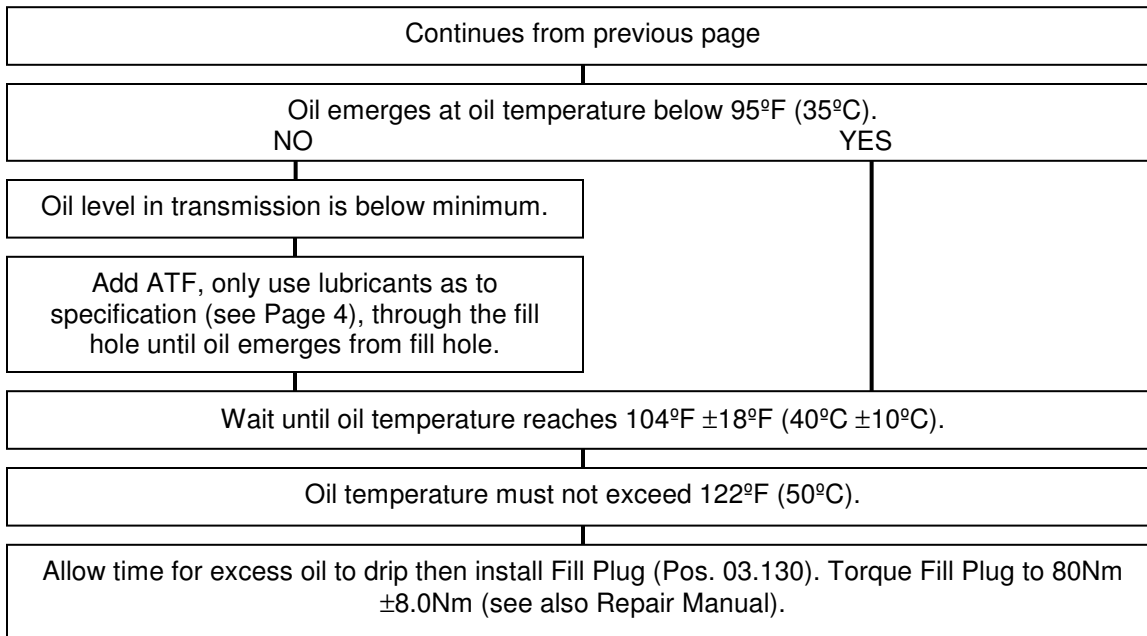 Continues from previous page
Oil emerges at oil temperature below 95ºF (35ºC).
NO YES
Oil level in transmission is below minimum.
Add ATF, only use lubricants as to
specification (see Page 4), through the fill
hole until oil emerges from fill hole.
Wait until oil temperature reaches 104ºF ±18ºF (40ºC ±10ºC).
Oil temperature must not exceed 122ºF (50ºC).
Allow time for excess oil to drip then install Fill Plug (Pos. 03.130). Torque Fill Plug to 80Nm
±8.0Nm (see also Repair Manual).